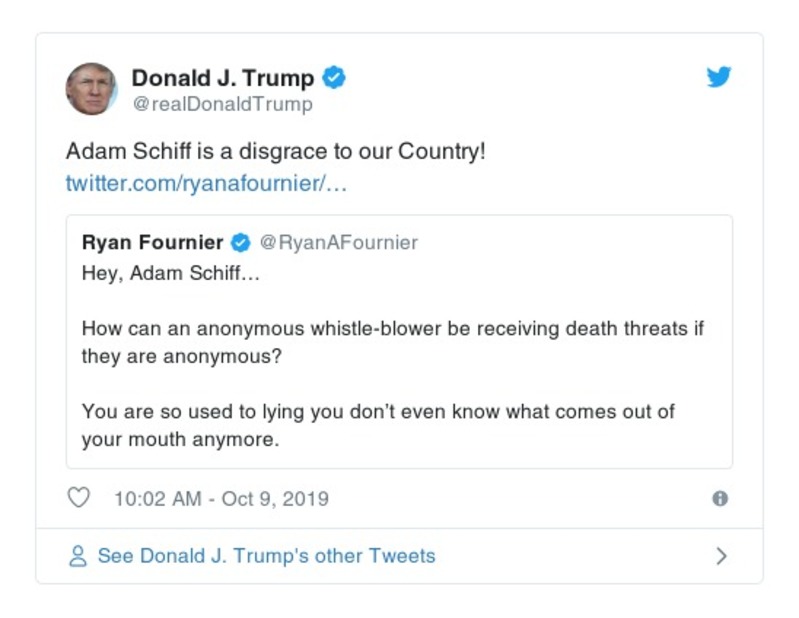 Donald J. Trump
@realDonaldTrump
Adam Schiff is a disgrace to our Country!
twitter.com/ryanafournier/…
Ryan Fournier @RyanAFournier
Hey, Adam Schiff…
How can an anonymous whistle-blower be receiving death threats if
they are anonymous?
You are so used to lying you don’t even know what comes out of
your mouth anymore.
10:02 AM - Oct 9, 2019
See Donald J. Trump's other Tweets